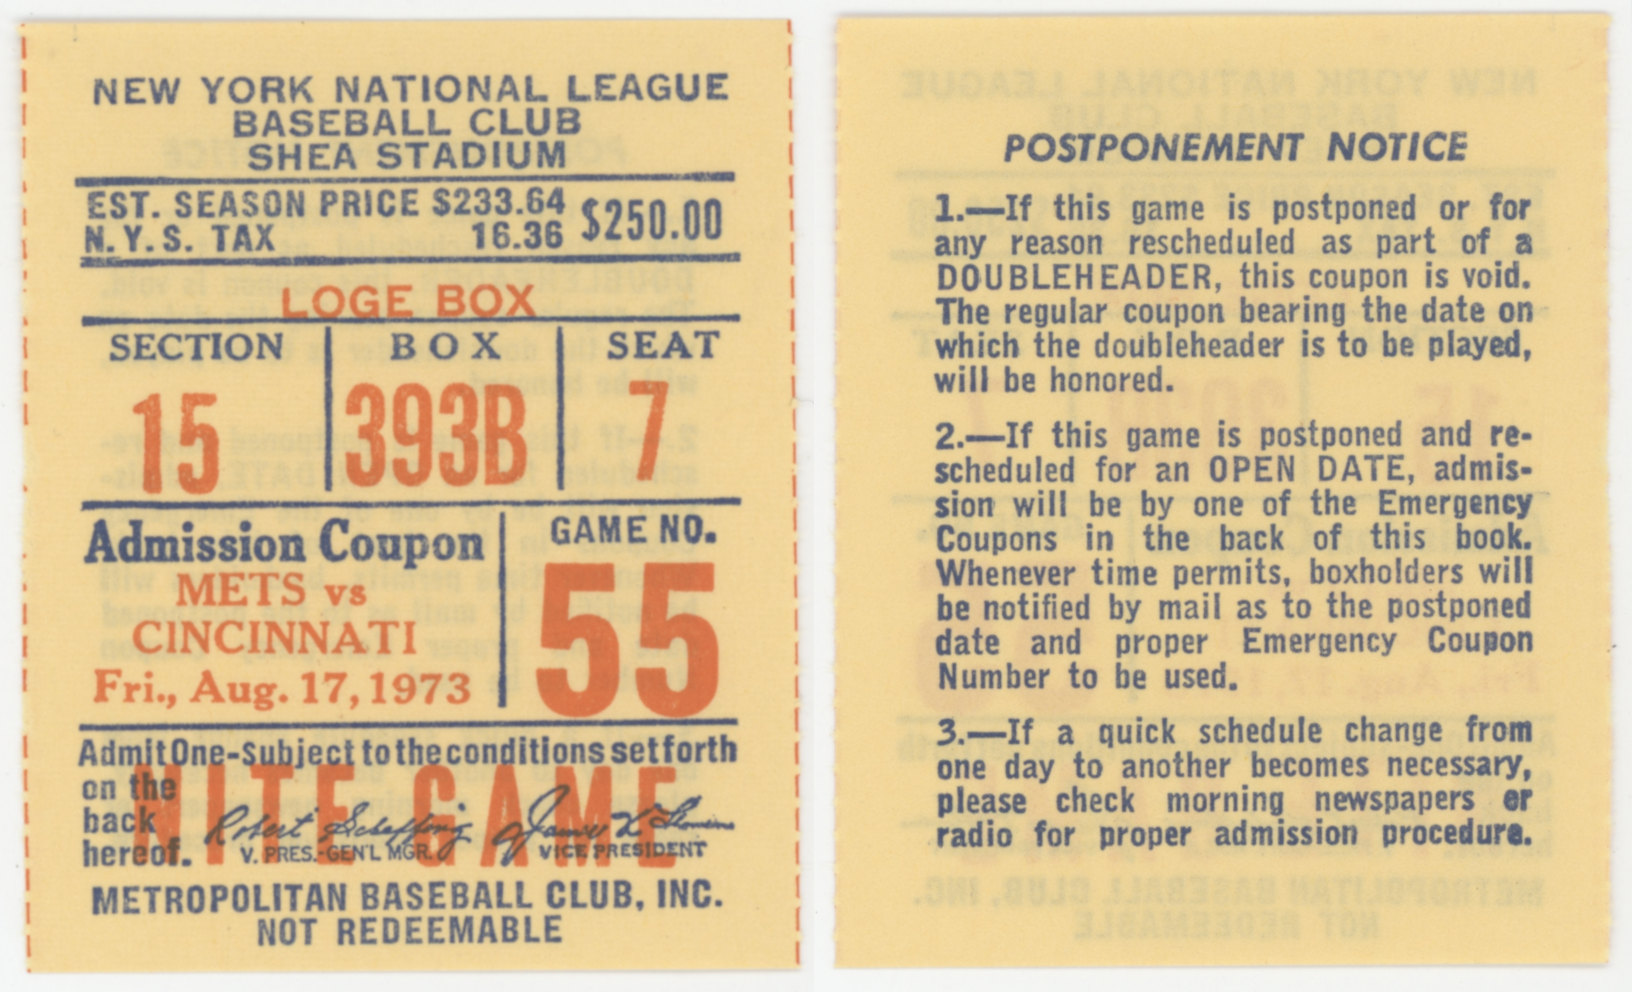 NEW YORK NATIONAL LEAGUE
BASEBALL CLUB
SHEA STADIUM
EST. SEASON PRICE $233.64
N.Y.S. TAX 16.36 $250.00
LOGE BOX
SECTION BOX SEAT
15 393B 7
Admission Coupon GAME NO.
METS vs
CINCINNATI
Fri., Aug. 17, 1973
55
Admit One-Subject to the conditions set forth
on the
back
hereof.
NITE GAME
Robert Scheffing James K Thomson
V. PRES.-GEN'L MGR. VICE PRESIDENT
METROPOLITAN BASEBALL CLUB, INC.
NOT REDEEMABLE
POSTPONEMENT NOTICE
1.—If this game is postponed or for
any reason rescheduled as part of a
DOUBLEHEADER, this coupon is void.
The regular coupon bearing the date on
which the doubleheader is to be played,
will be honored.
2.—If this game is postponed and re-
scheduled for an OPEN DATE, admis-
sion will be by one of the Emergency
Coupons in the back of this book.
Whenever time permits, boxholders will
be notified by mail as to the postponed
date and proper Emergency Coupon
Number to be used.
3.—If a quick schedule change from
one day to another becomes necessary,
please check morning newspapers or
radio for proper admission procedure.